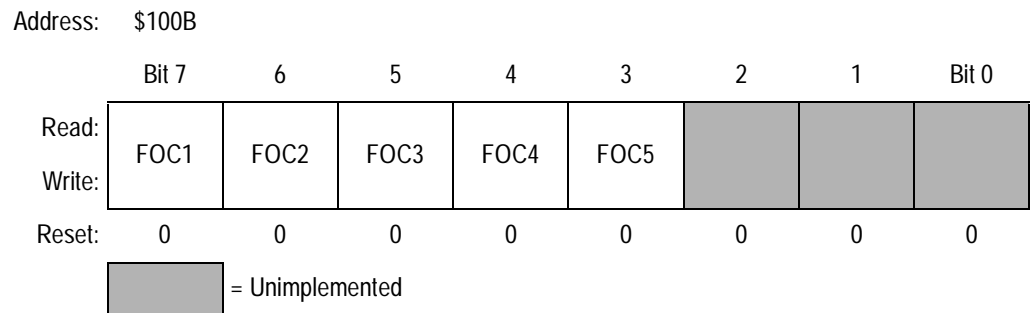 Address: $100B
Bit 7 6 5 4 3 2 1 Bit 0
Read:
FOC1 FOC2 FOC3 FOC4 FOC5
Write:
Reset: 0 0 0 0 0 0 0 0
= Unimplemented